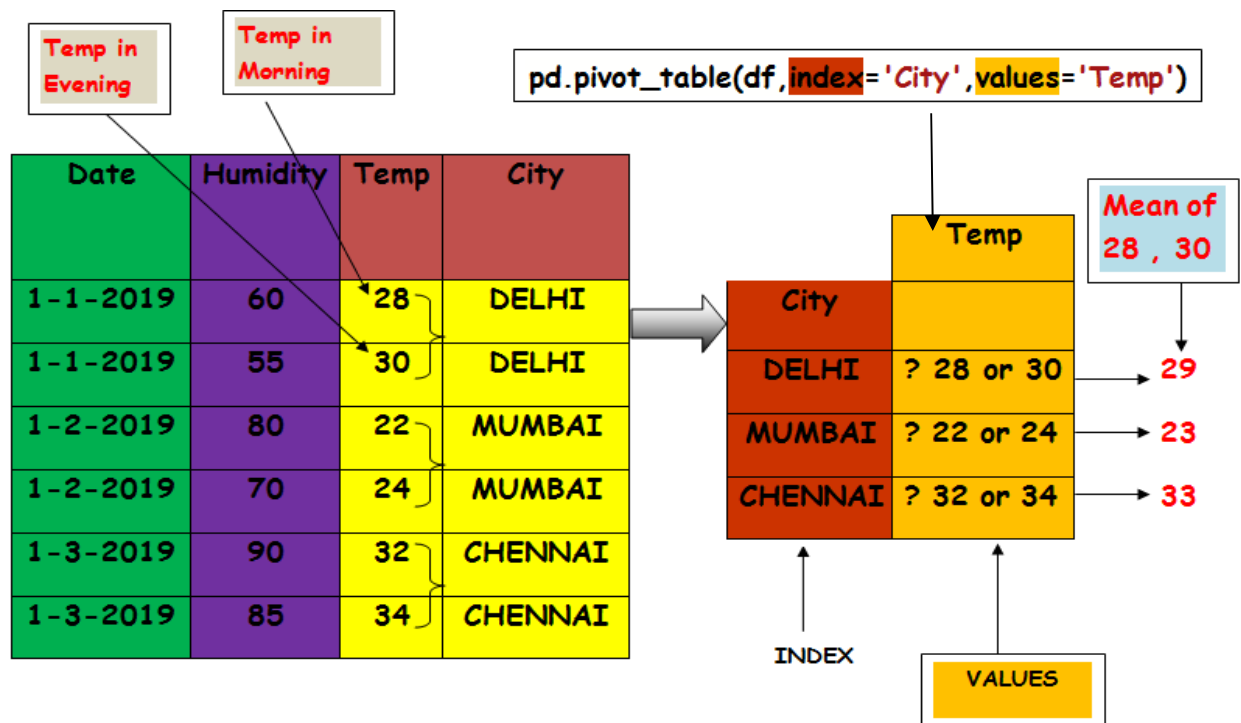 Temp in
Evening
Temp in
Morning
pd.pivot_table(df,index='City',values='Temp')
Date Humidity Temp City
1-1-2019 60 28 DELHI
1-1-2019 55 30 DELHI
1-2-2019 80 22 MUMBAI
1-2-2019 70 24 MUMBAI
1-3-2019 90 32 CHENNAI
1-3-2019 85 34 CHENNAI
Temp
City
DELHI ? 28 or 30
MUMBAI ? 22 or 24
CHENNAI ? 32 or 34
Mean of
28 , 30
29
23
33
INDEX
VALUES